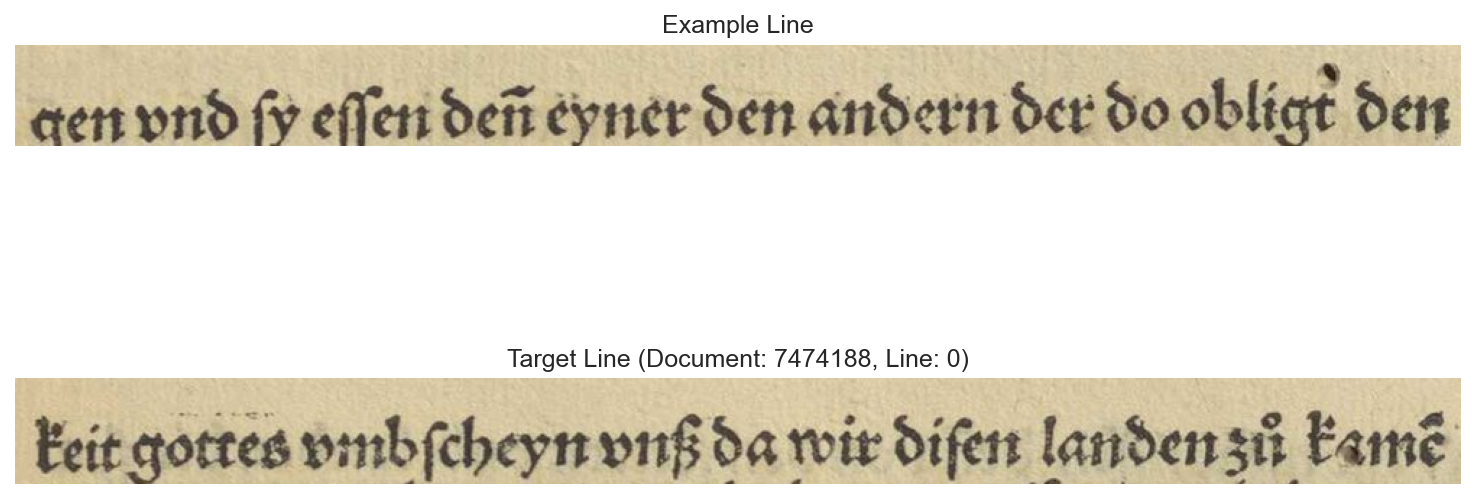 Example Line
gen vnd ſy eſſen den̄ eyner den andern der do obligt den
Target Line (Document: 7474188, Line: 0)
keit gottes vmbſcheyn vnß da wir diſen landen zů kamē